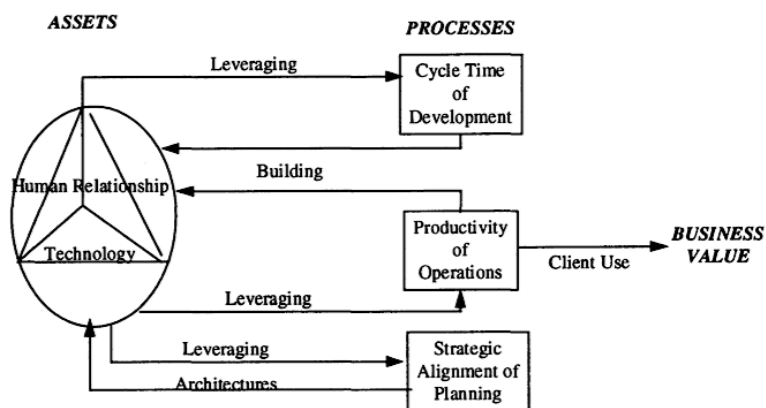 ASSETS
PROCESSES
Leveraging
Cycle Time
of
Development
Building
Human Relationship
Technology
Productivity
of
Operations
Client Use
BUSINESS
VALUE
Leveraging
Leveraging
Architectures
Strategic
Alignment of
Planning